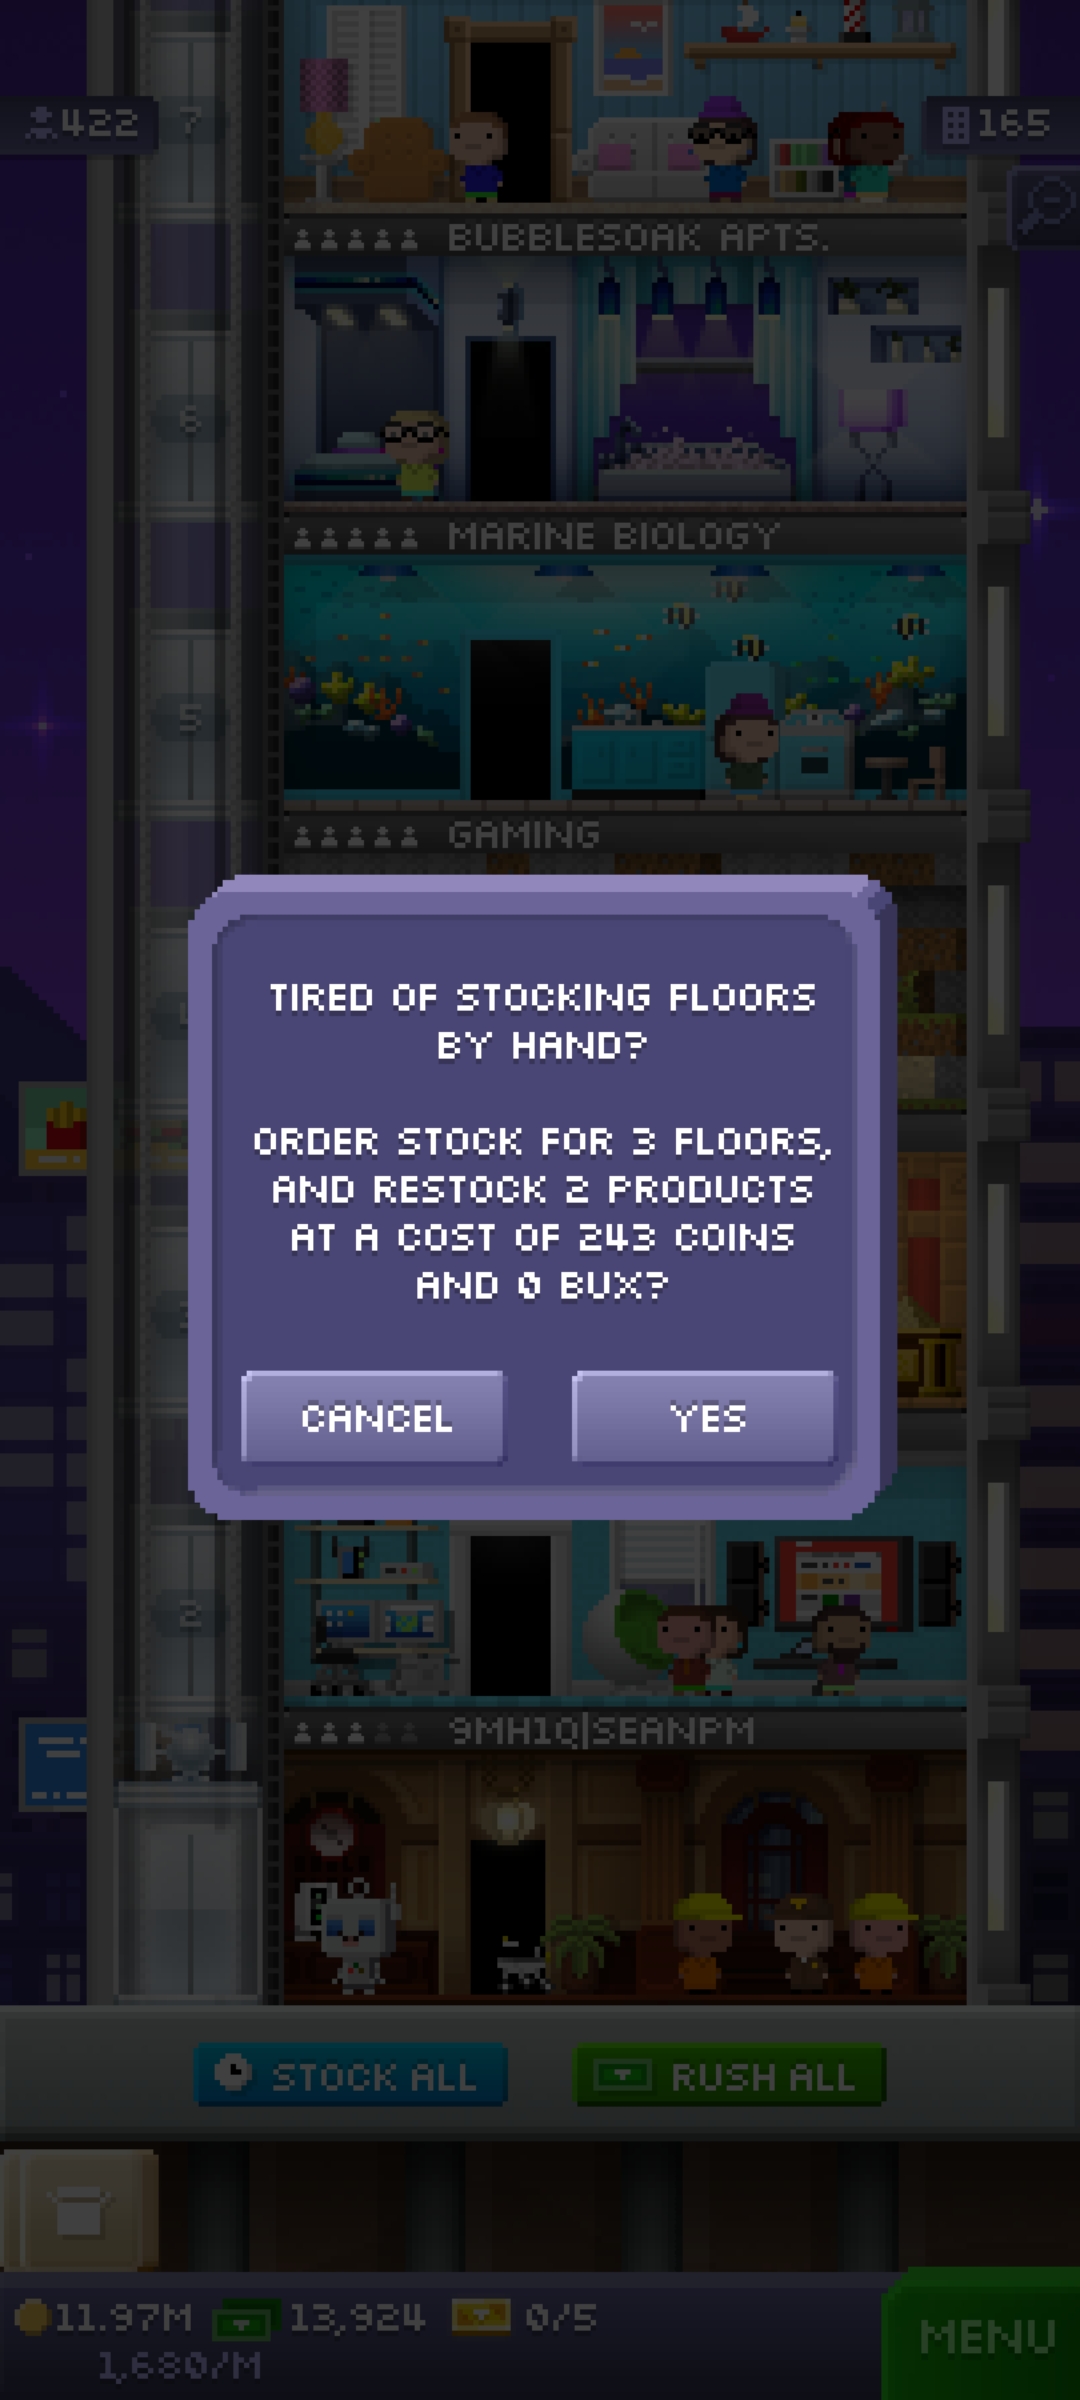 422
7
165
BUBBLESOAK APTS.
6
MARINE BIOLOGY
5
GAMING
TIRED OF STOCKING FLOORS
BY HAND?
ORDER STOCK FOR 3 FLOORS,
AND RESTOCK 2 PRODUCTS
AT A COST OF 243 COINS
AND 0 BUX?
CANCEL
YES
2
9MH1Q|SEANPM
STOCK ALL
RUSH ALL
11.97M
13,924
0/5
1,680/M
MENU